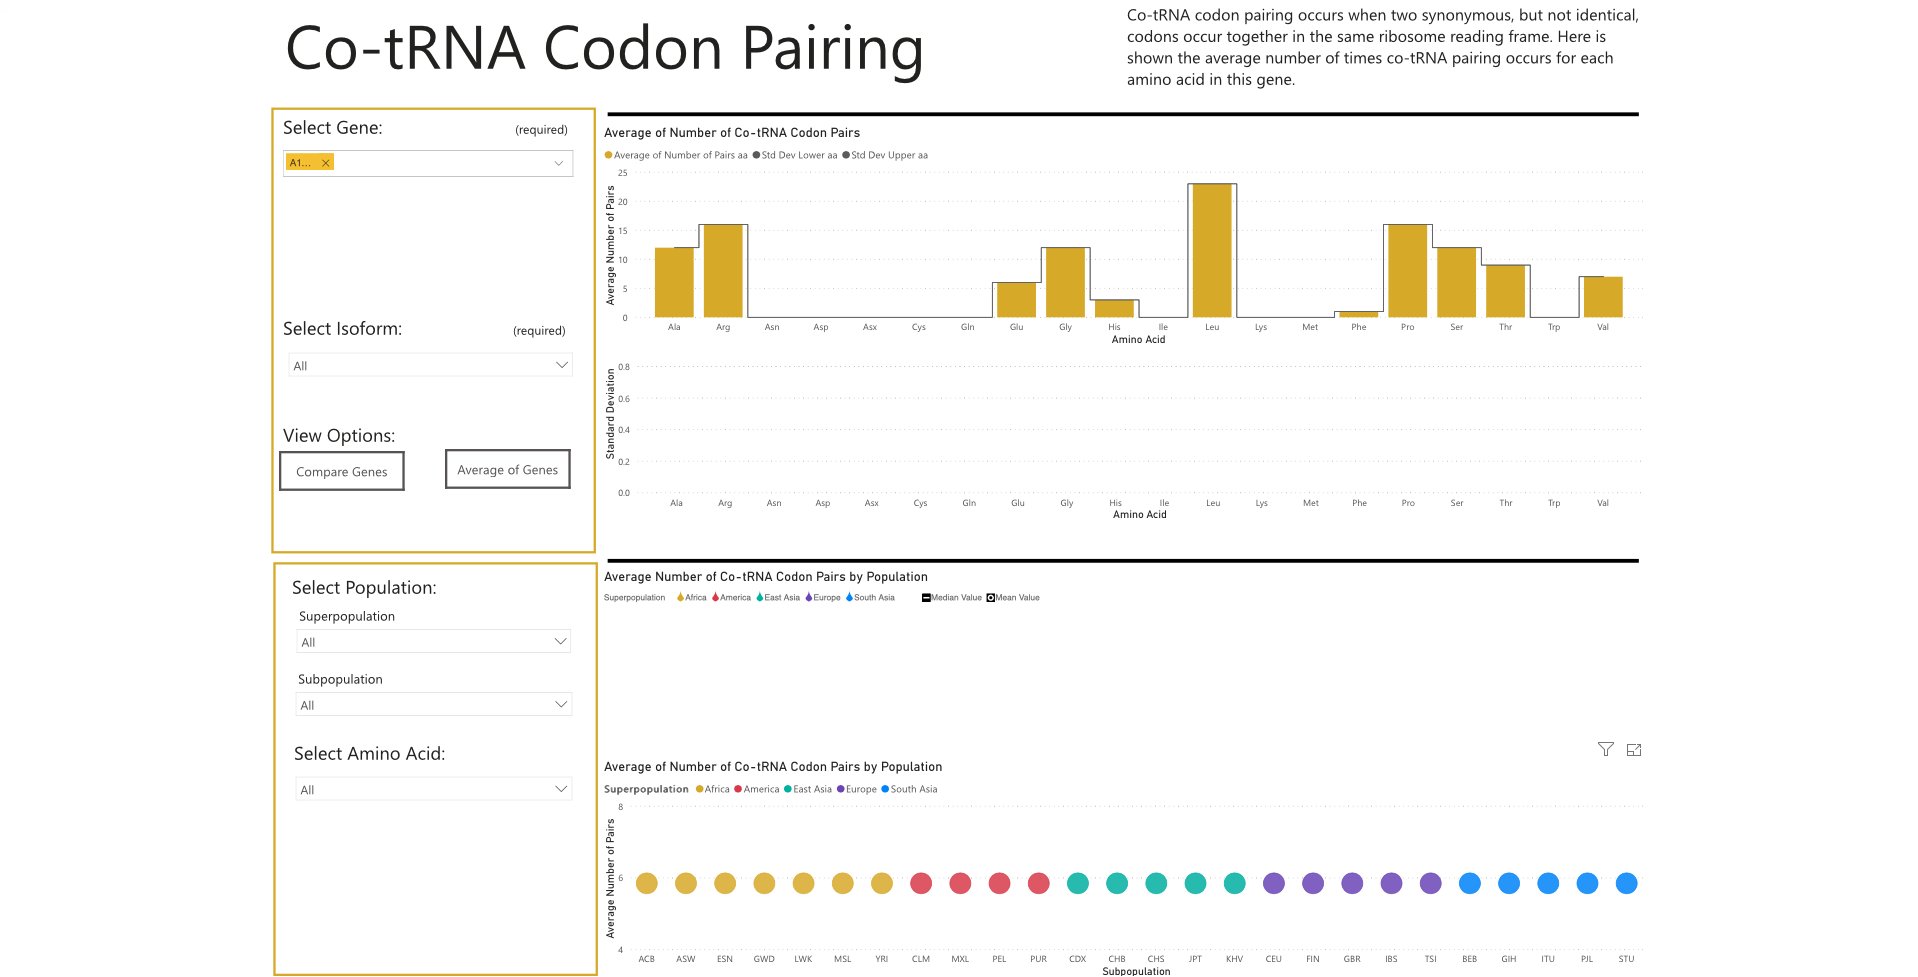 Co-tRNA Codon Pairing
Co-tRNA codon pairing occurs when two synonymous, but not identical,
codons occur together in the same ribosome reading frame. Here is
shown the average number of times co-tRNA pairing occurs for each
amino acid in this gene.
Select Gene:
(required)
A1...
Select Isoform:
(required)
All
View Options:
Compare Genes
Average of Genes
Average of Number of Co-tRNA Codon Pairs
Average of Number of Pairs aa Std Dev Lower aa Std Dev Upper aa
Average Number of Pairs
25
20
15
10
5
0
Ala Arg Asn Asp Asx Cys Gln Glu Gly His Ile Leu Lys Met Phe Pro Ser Thr Trp Val
Amino Acid
Standard Deviation
0.8
0.6
0.4
0.2
0.0
Ala Arg Asn Asp Asx Cys Gln Glu Gly His Ile Leu Lys Met Phe Pro Ser Thr Trp Val
Amino Acid
Select Population:
Superpopulation
All
Subpopulation
All
Select Amino Acid:
All
Average Number of Co-tRNA Codon Pairs by Population
Superpopulation Africa America East Asia Europe South Asia Median Value Mean Value
Average of Number of Co-tRNA Codon Pairs by Population
Superpopulation Africa America East Asia Europe South Asia
Average Number of Pairs
8
6
4
ACB ASW ESN GWD LWK MSL YRI CLM MXL PEL PUR CDX CHB CHS JPT KHV CEU FIN GBR IBS TSI BEB GIH ITU PJL STU
Subpopulation